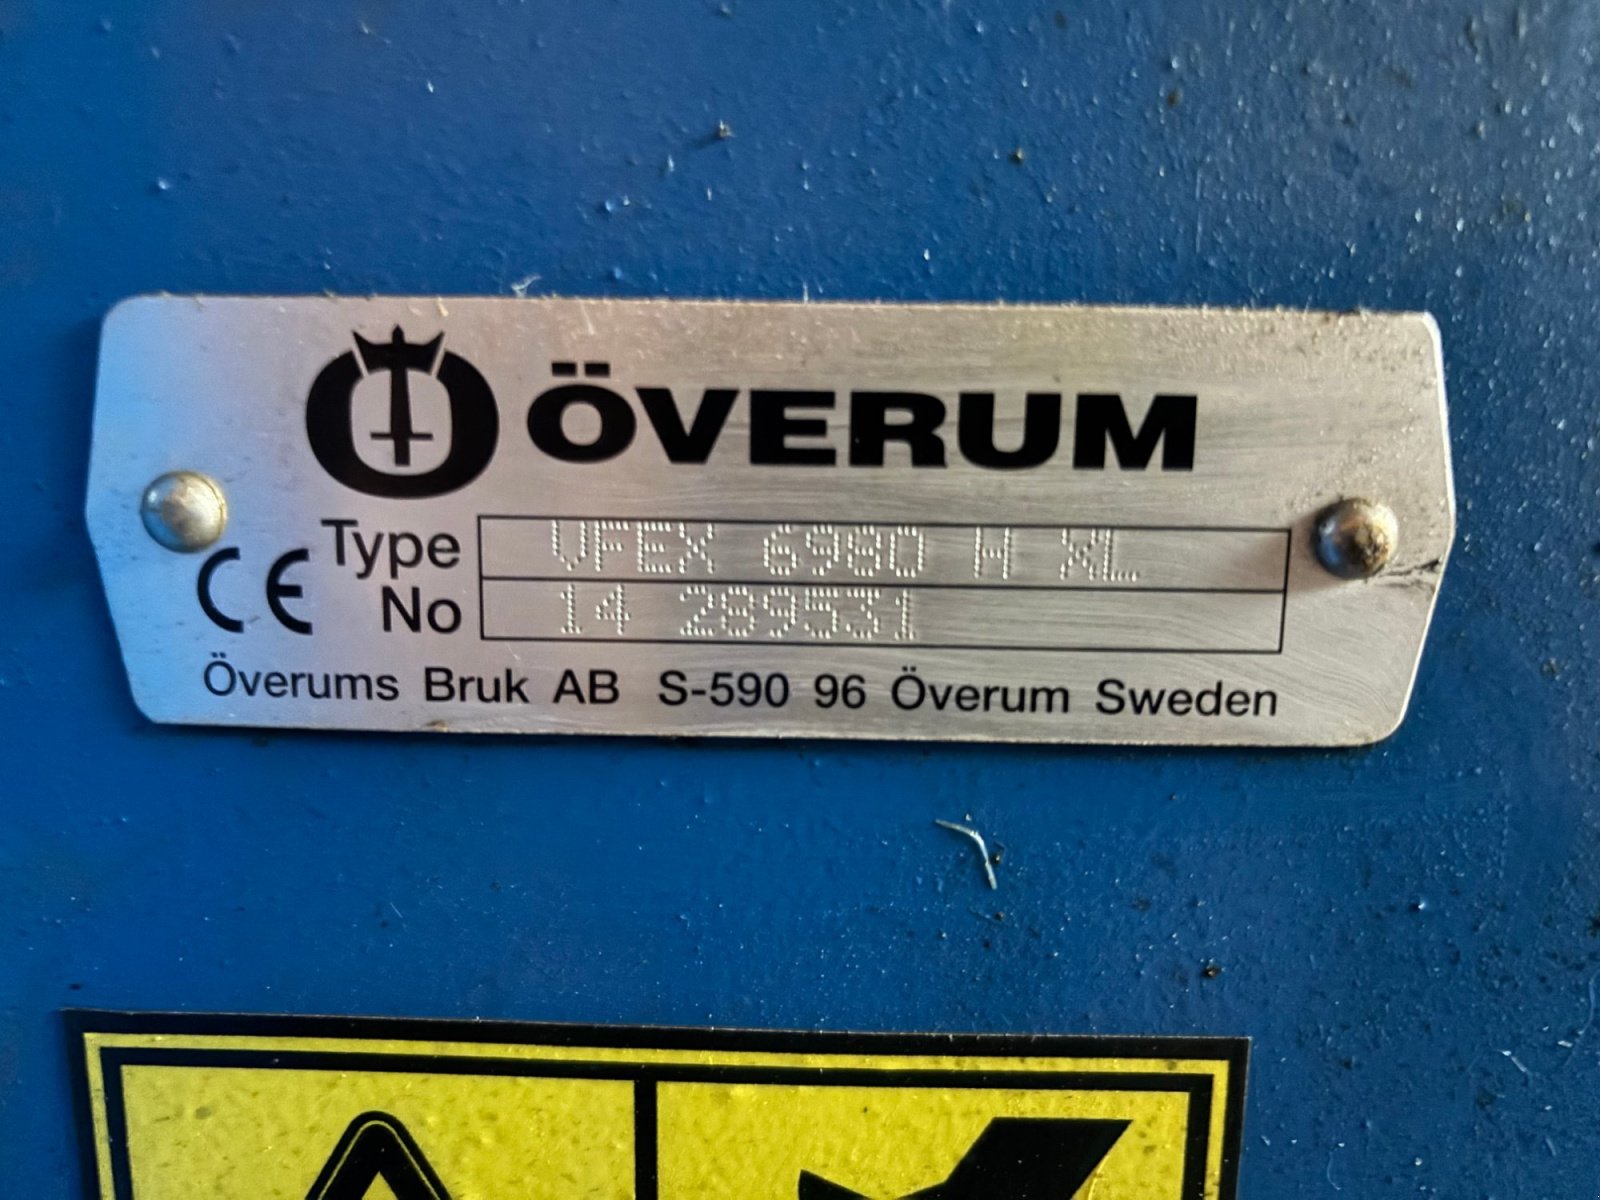 ÖVERUM
Type VFEX 6980 H XL
CE No 14 289531
Överums Bruk AB S-590 96 Överum Sweden